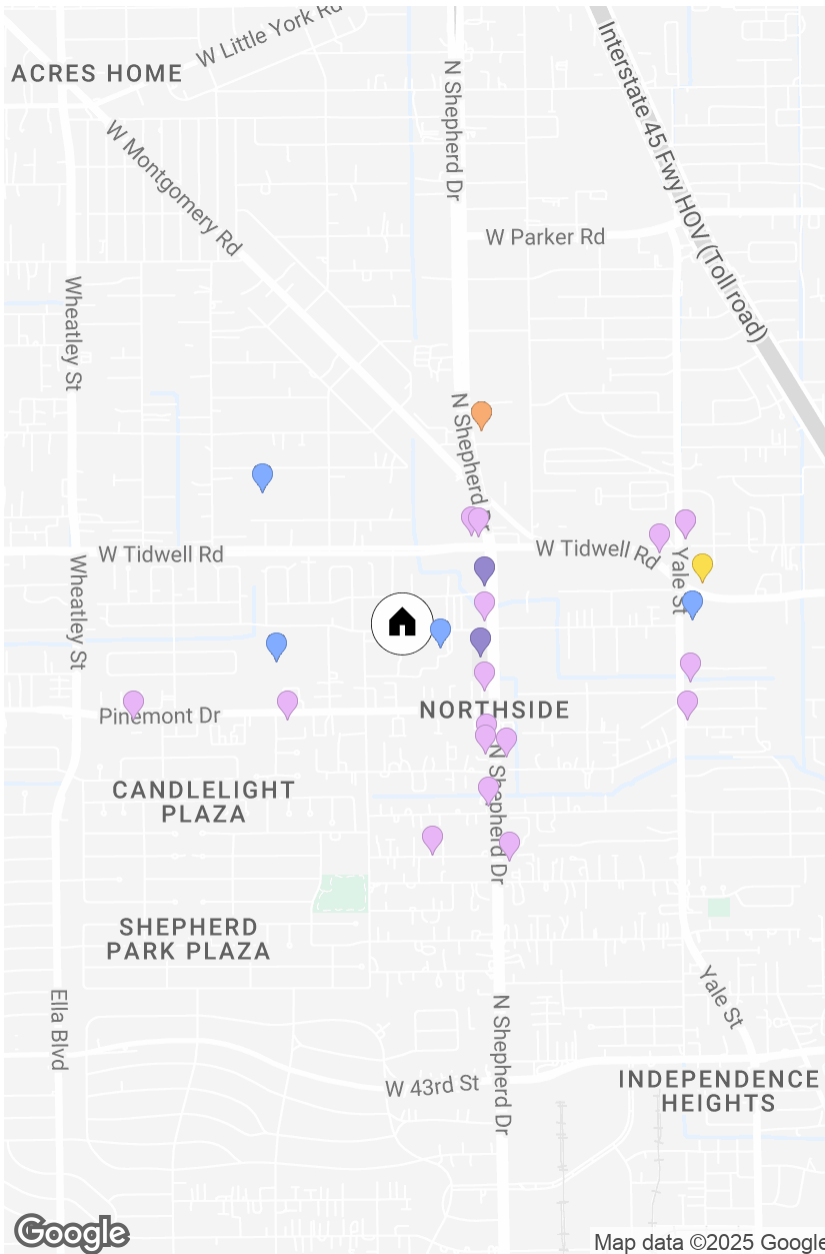 W Little York Rd
ACRES HOME
N Shepherd Dr
Interstate 45 Fwy HOV (Toll road)
W Montgomery Rd
W Parker Rd
Wheatley St
N Shepherd Dr
W Tidwell Rd
W Tidwell Rd
Yale St
Wheatley St
Pinemont Dr
NORTHSIDE
N Shepherd Dr
CANDLELIGHT
PLAZA
SHEPHERD
PARK PLAZA
Yale St
Ella Blvd
N Shepherd Dr
W 43rd St
INDEPENDENCE
HEIGHTS
Google
Map data ©2025 Google